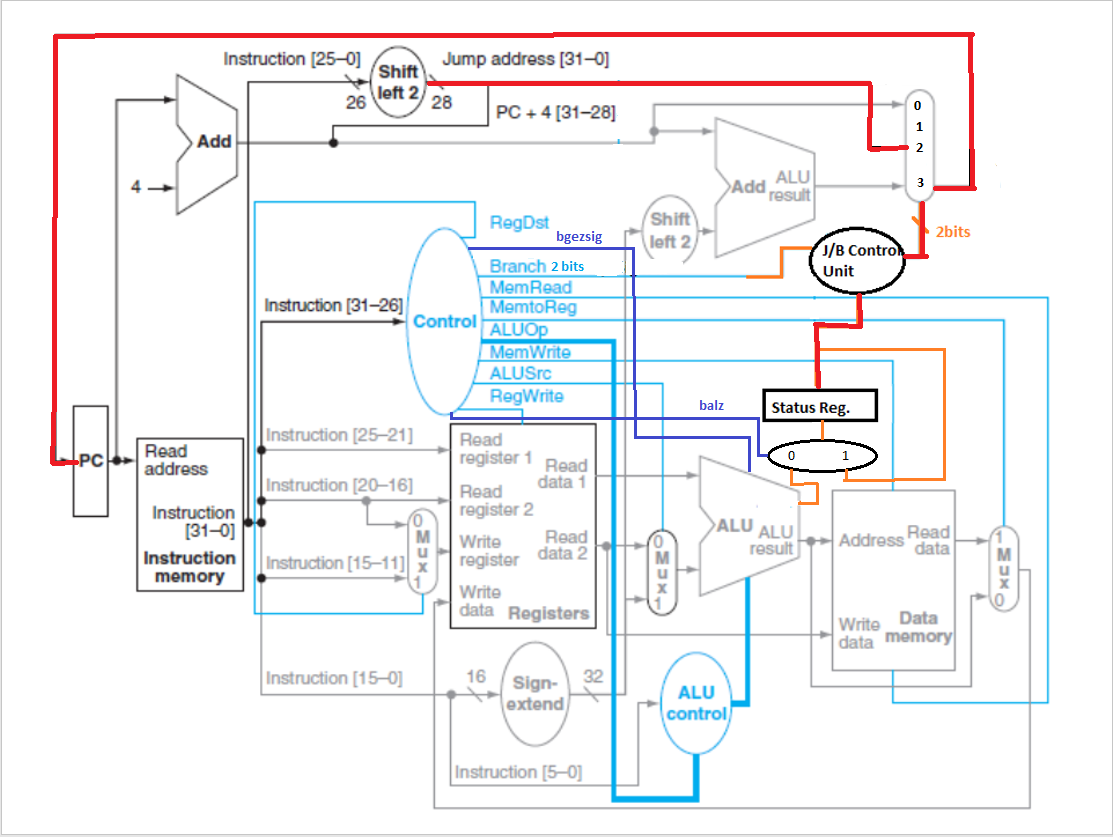 Instruction [25–0]
Jump address [31–0]
Shift
left 2
26
28
PC + 4 [31–28]
Add
4
0
1
2
3
Add
ALU
result
Shift
left 2
2bits
J/B Control
Unit
RegDst
bgezsig
Branch 2 bits
MemRead
MemtoReg
ALUOp
MemWrite
ALUSrc
RegWrite
Instruction [31–26]
Control
balz
Status Reg.
0
1
PC
Read
address
Instruction
[31–0]
Instruction
memory
Instruction [25–21]
Instruction [20–16]
Instruction [15–11]
0
M
u
x
1
Read
register 1
Read
register 2
Write
register
Write
data
Read
data 1
Read
data 2
Registers
0
M
u
x
1
ALU
ALU
result
Address
Read
data
Write
data
Data
memory
1
M
u
x
0
Instruction [15–0]
16
Sign-
extend
32
ALU
control
Instruction [5–0]